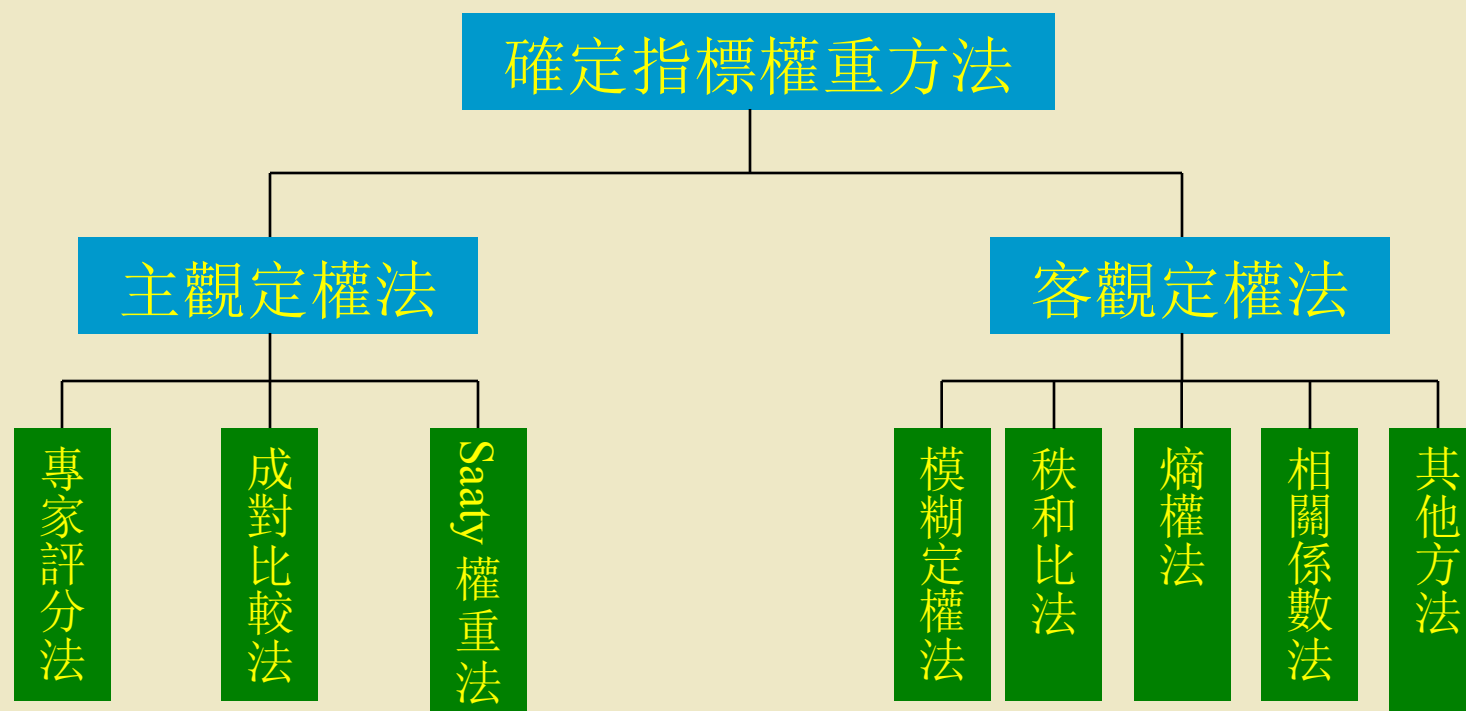 確定指標權重方法
主觀定權法
客觀定權法
專家評分法
成對比較法
Saaty 權重法
模糊定權法
秩和比法
熵權法
相關係數法
其他方法